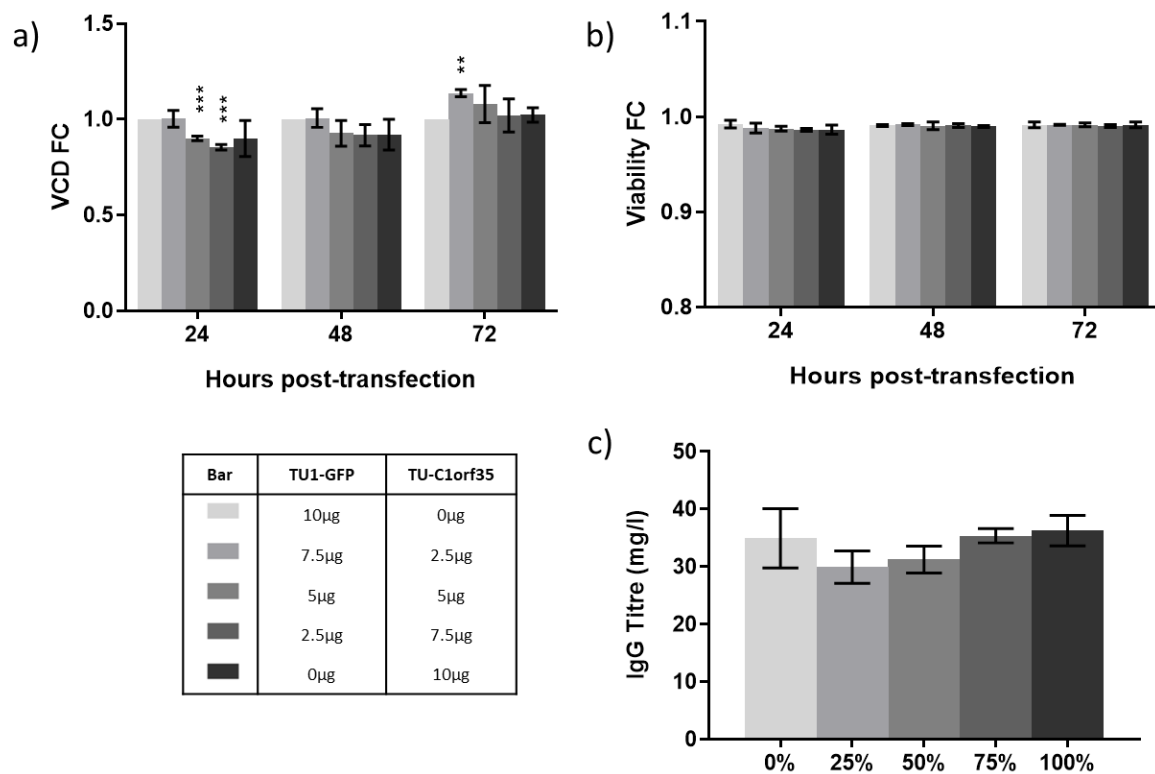 a)
VCD FC
1.5
1.0
0.5
0.0
***
***
**
24 48 72
Hours post-transfection
b)
Viability FC
1.1
1.0
0.9
0.8
24 48 72
Hours post-transfection
Bar TU1-GFP TU-C1orf35
10µg 0µg
7.5µg 2.5µg
5µg 5µg
2.5µg 7.5µg
0µg 10µg
c)
IgG Titre (mg/l)
50
40
30
20
10
0
0% 25% 50% 75% 100%